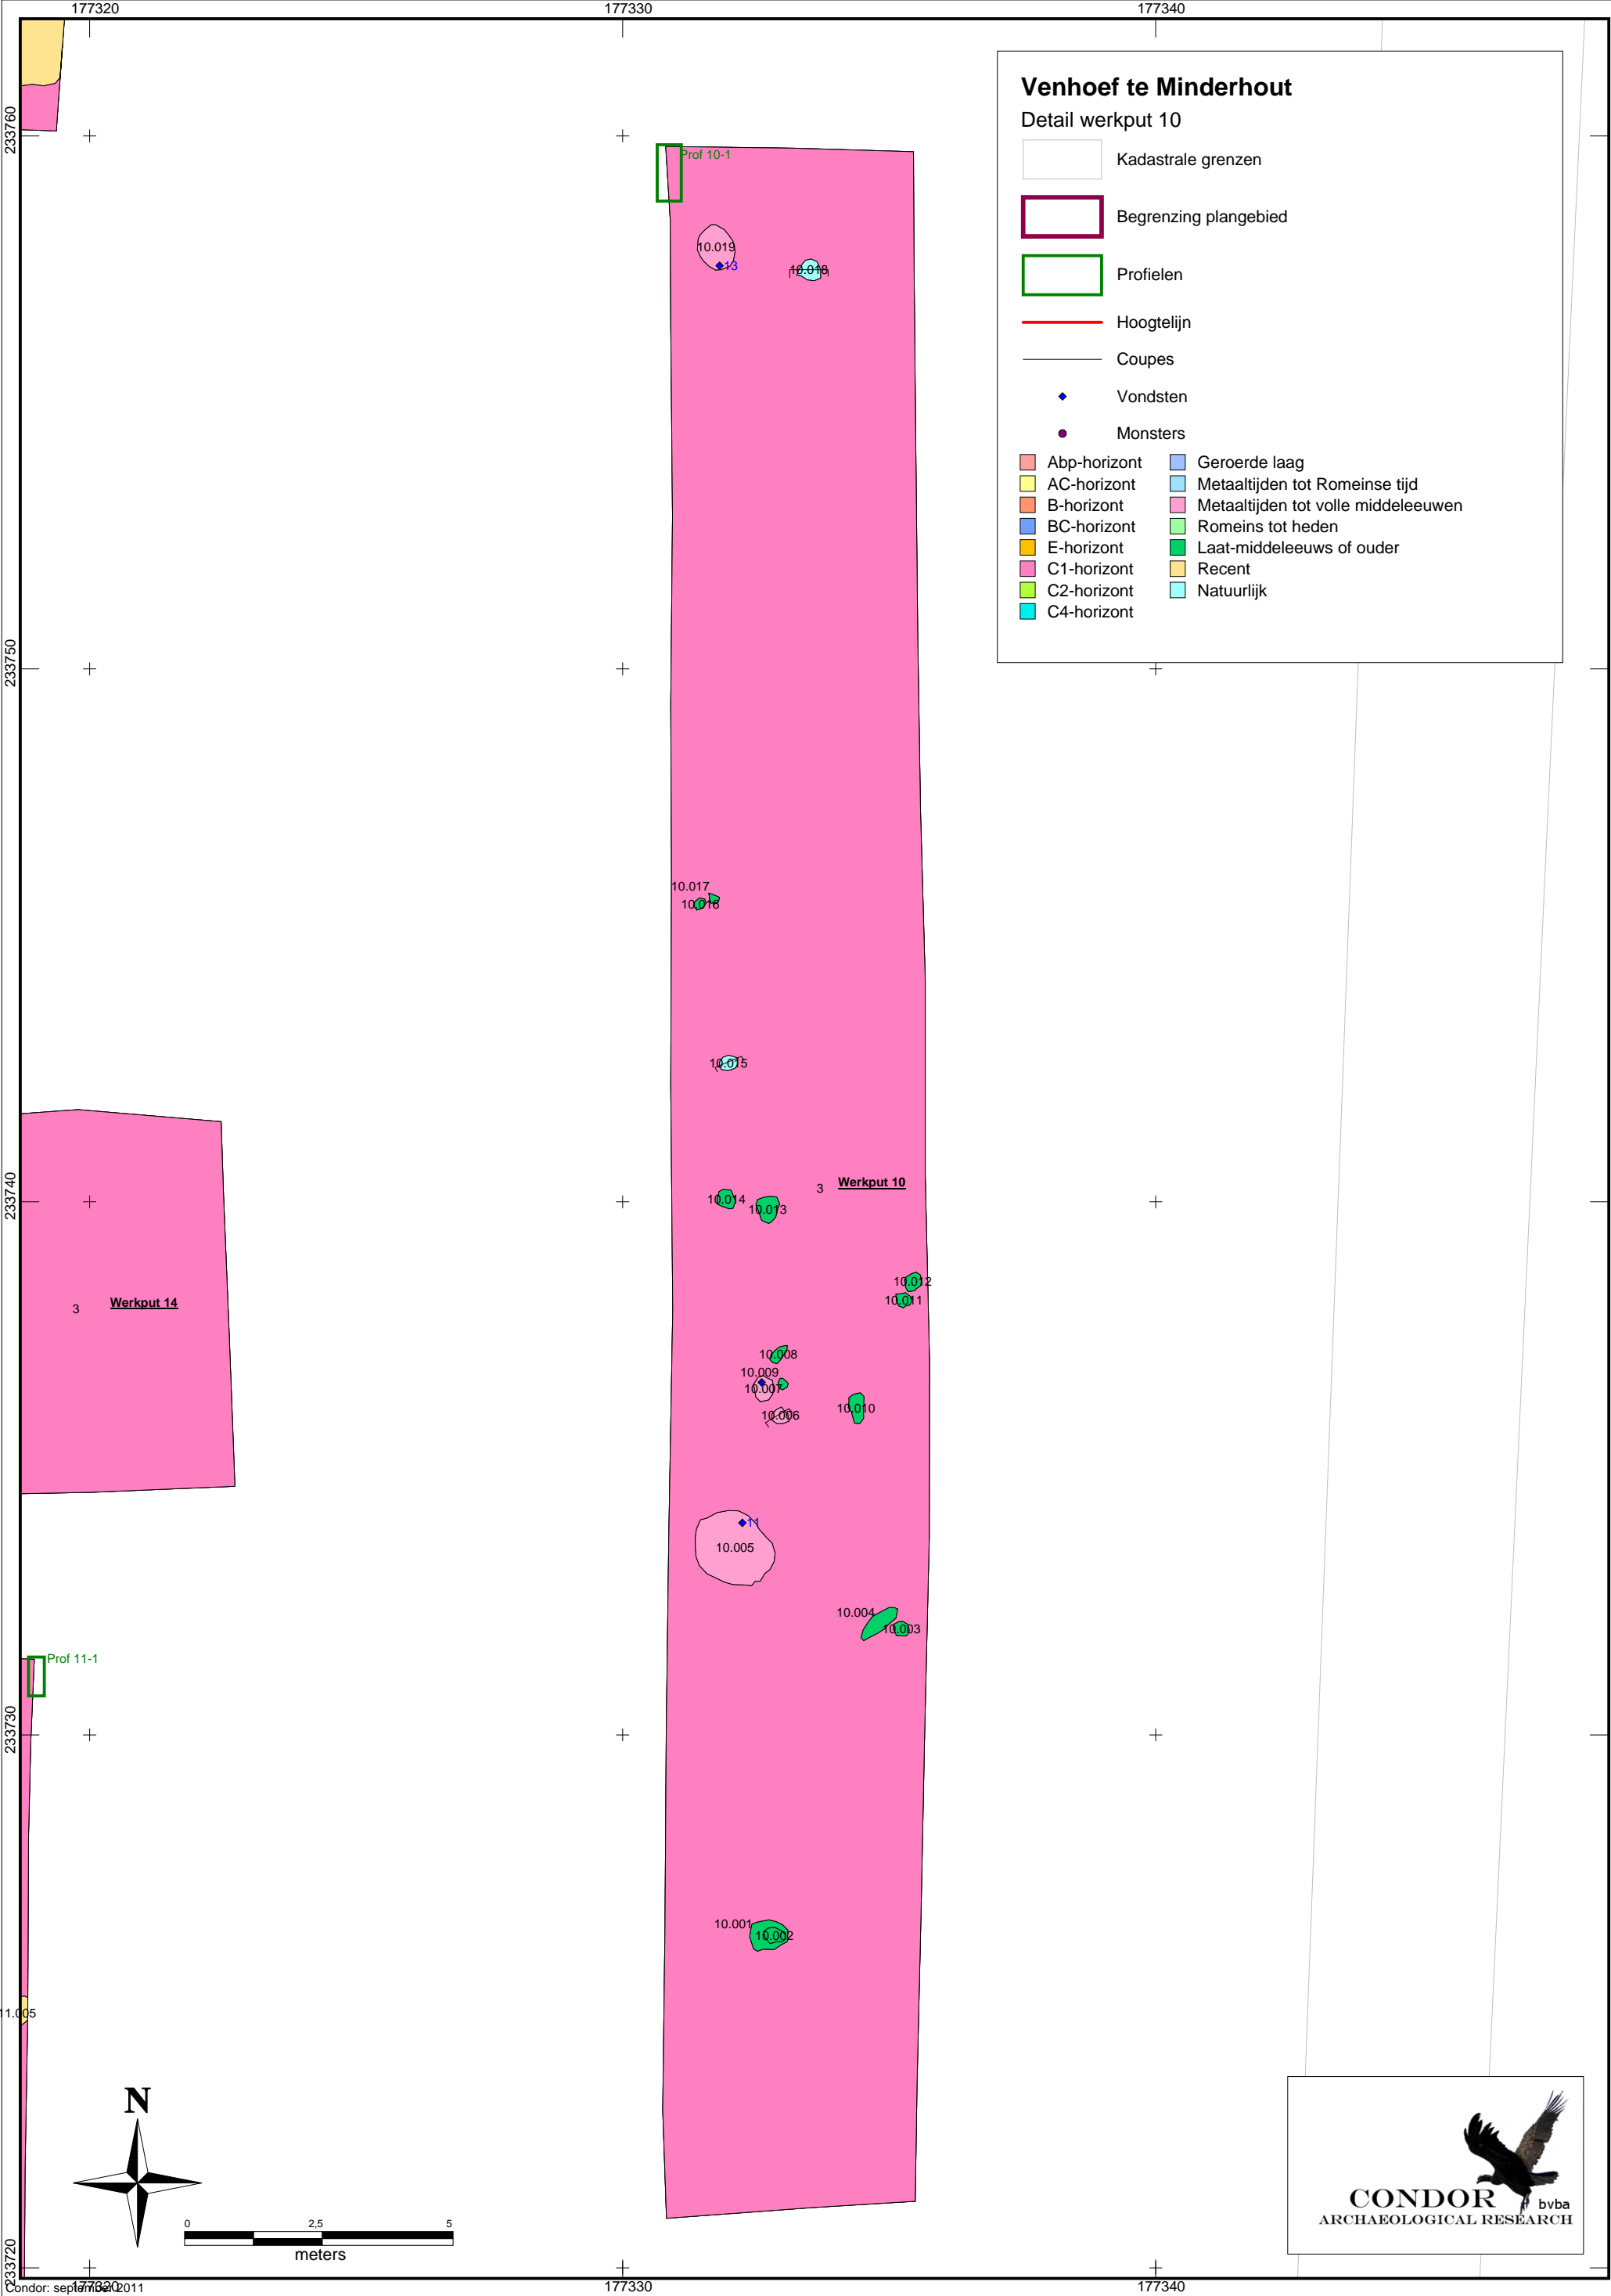 177320
177330
177340
Venhoef te Minderhout
Detail werkput 10
Kadastrale grenzen
Begrenzing plangebied
Profielen
Hoogtelijn
Coupes
Vondsten
Monsters
Abp-horizont
AC-horizont
B-horizont
BC-horizont
E-horizont
C1-horizont
C2-horizont
C4-horizont
Geroerde laag
Metaaltijden tot Romeinse tijd
Metaaltijden tot volle middeleeuwen
Romeins tot heden
Laat-middeleeuws of ouder
Recent
Natuurlijk
233760
Prof 10-1
10.019
13
10.018
233750
10.017
10.016
10.015
233740
10.014
10.013
3 Werkput 10
10.012
10.011
3 Werkput 14
10.008
10.009
10.007
10.006
10.010
11
10.005
10.004
10.003
Prof 11-1
233730
10.001
10.002
11.005
N
0 2,5 5
meters
CONDOR bvba
ARCHAEOLOGICAL RESEARCH
233720
Condor: september 2011
177320
177330
177340